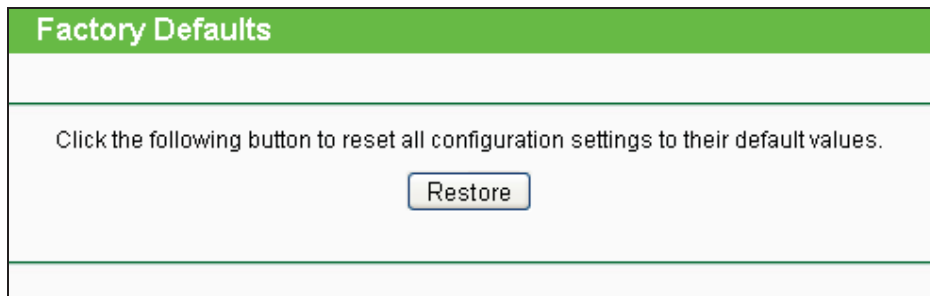 Factory Defaults
Click the following button to reset all configuration settings to their default values.
Restore